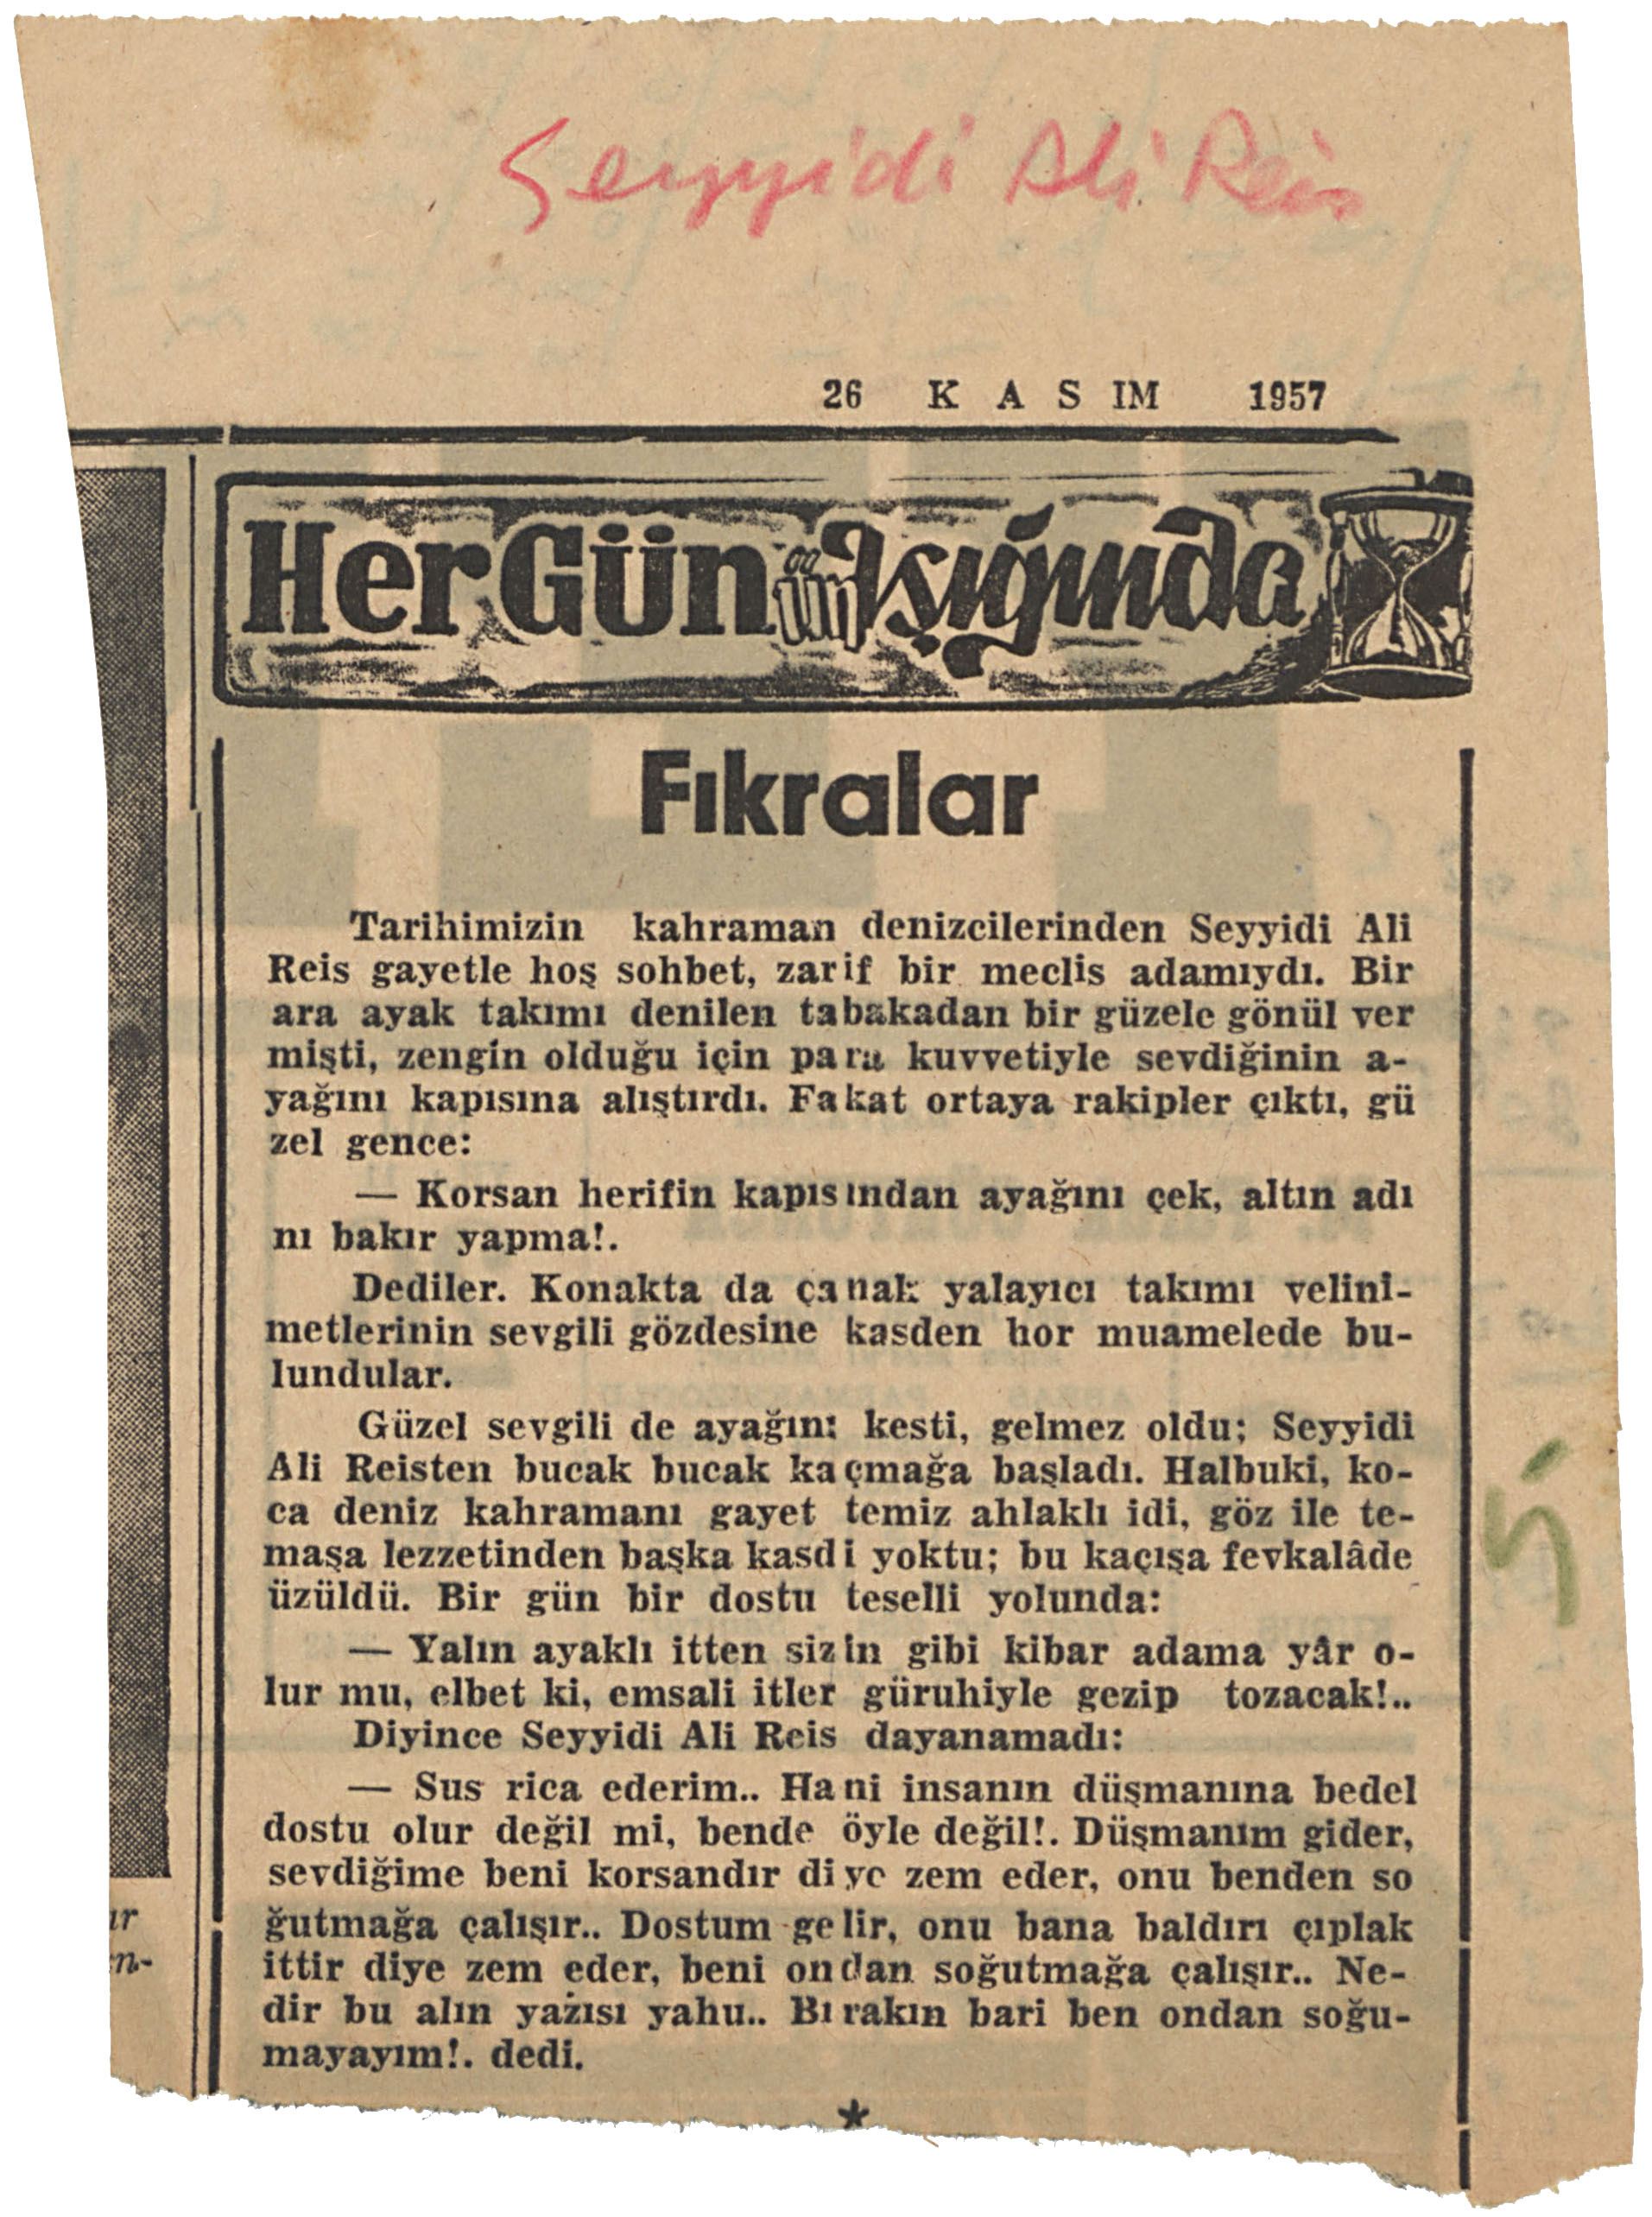 Seyyidi Ali Reis
26 KASIM 1957
Her Günün Işığında
Fıkralar
Tarihimizin kahraman denizcilerinden Seyyidi Ali
Reis gayetle hoş sohbet, zarif bir meclis adamıydı. Bir
ara ayak takımı denilen tabakadan bir güzele gönül ver
mişti, zengin olduğu için para kuvvetiyle sevdiğinin a-
yağını kapısına alıştırdı. Fakat ortaya rakipler çıktı, gü
zel gence:
— Korsan herifin kapısından ayağını çek, altın adı
nı bakır yapma!.
Dediler. Konakta da çanak yalayıcı takımı velini-
metlerinin sevgili gözdesine kasden hor muamelede bu-
lundular.
Güzel sevgili de ayağını kesti, gelmez oldu; Seyyidi
Ali Reisten bucak bucak kaçmağa başladı. Halbuki, ko-
ca deniz kahramanı gayet temiz ahlaklı idi, göz ile te-
maşa lezzetinden başka kasdi yoktu; bu kaçışa fevkalâde
üzüldü. Bir gün bir dostu teselli yolunda:
— Yalın ayaklı itten sizin gibi kibar adama yâr o-
lur mu, elbet ki, emsali itler güruhiyle gezip tozacak!..
Diyince Seyyidi Ali Reis dayanamadı:
— Sus rica ederim.. Hani insanın düşmanına bedel
dostu olur değil mi, bende öyle değil!. Düşmanım gider,
sevdiğime beni korsandır diye zem eder, onu benden so
ğutmağa çalışır.. Dostum gelir, onu bana baldırı çıplak
ittir diye zem eder, beni ondan soğutmağa çalışır.. Ne-
dir bu alın yazısı yahu.. Bırakın bari ben ondan soğu-
mayayım!. dedi.
★
ır
n-